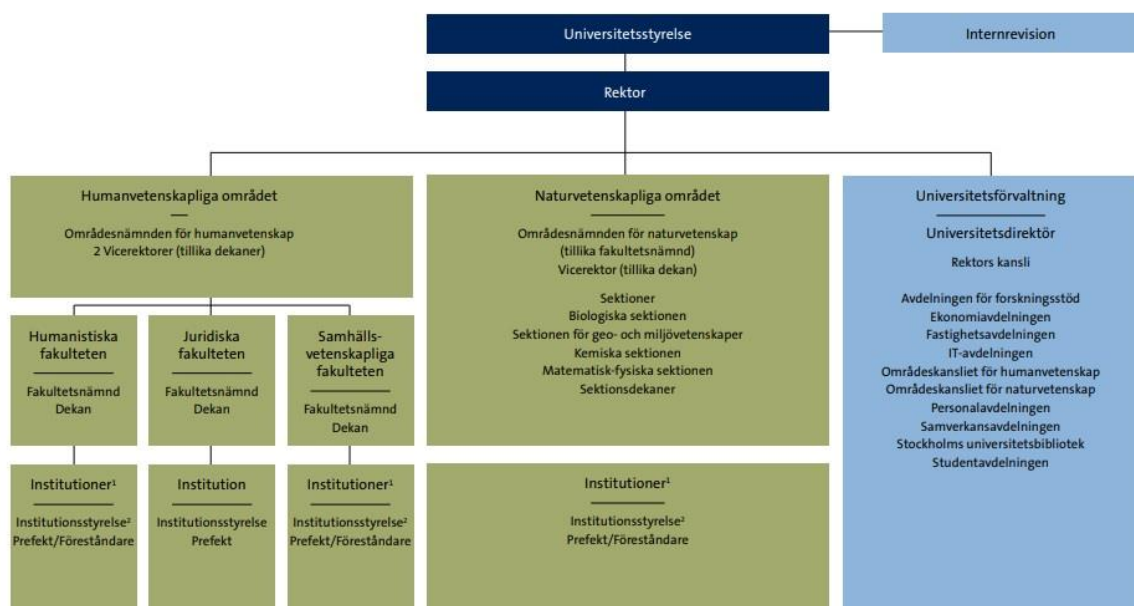 Universitetsstyrelse
Internrevision
Rektor
Humanvetenskapliga området
Områdesnämnden för humanvetenskap
2 Vicerektorer (tillika dekaner)
Humanistiska
fakulteten
Fakultetsnämnd
Dekan
Juridiska
fakulteten
Fakultetsnämnd
Dekan
Samhälls-
vetenskapliga
fakulteten
Fakultetsnämnd
Dekan
Institutioner¹
Institutionsstyrelse²
Prefekt/Föreståndare
Institution
Institutionsstyrelse
Prefekt
Institutioner¹
Institutionsstyrelse²
Prefekt/Föreståndare
Naturvetenskapliga området
Områdesnämnden för naturvetenskap
(tillika fakultetsnämnd)
Vicerektor (tillika dekan)
Sektioner
Biologiska sektionen
Sektionen för geo- och miljövetenskaper
Kemiska sektionen
Matematisk-fysiska sektionen
Sektionsdekaner
Institutioner¹
Institutionsstyrelse²
Prefekt/Föreståndare
Universitetsförvaltning
Universitetsdirektör
Rektors kansli
Avdelningen för forskningsstöd
Ekonomiavdelningen
Fastighetsavdelningen
IT-avdelningen
Områdeskansliet för humanvetenskap
Områdeskansliet för naturvetenskap
Personalavdelningen
Samverkansavdelningen
Stockholms universitetsbibliotek
Studentavdelningen